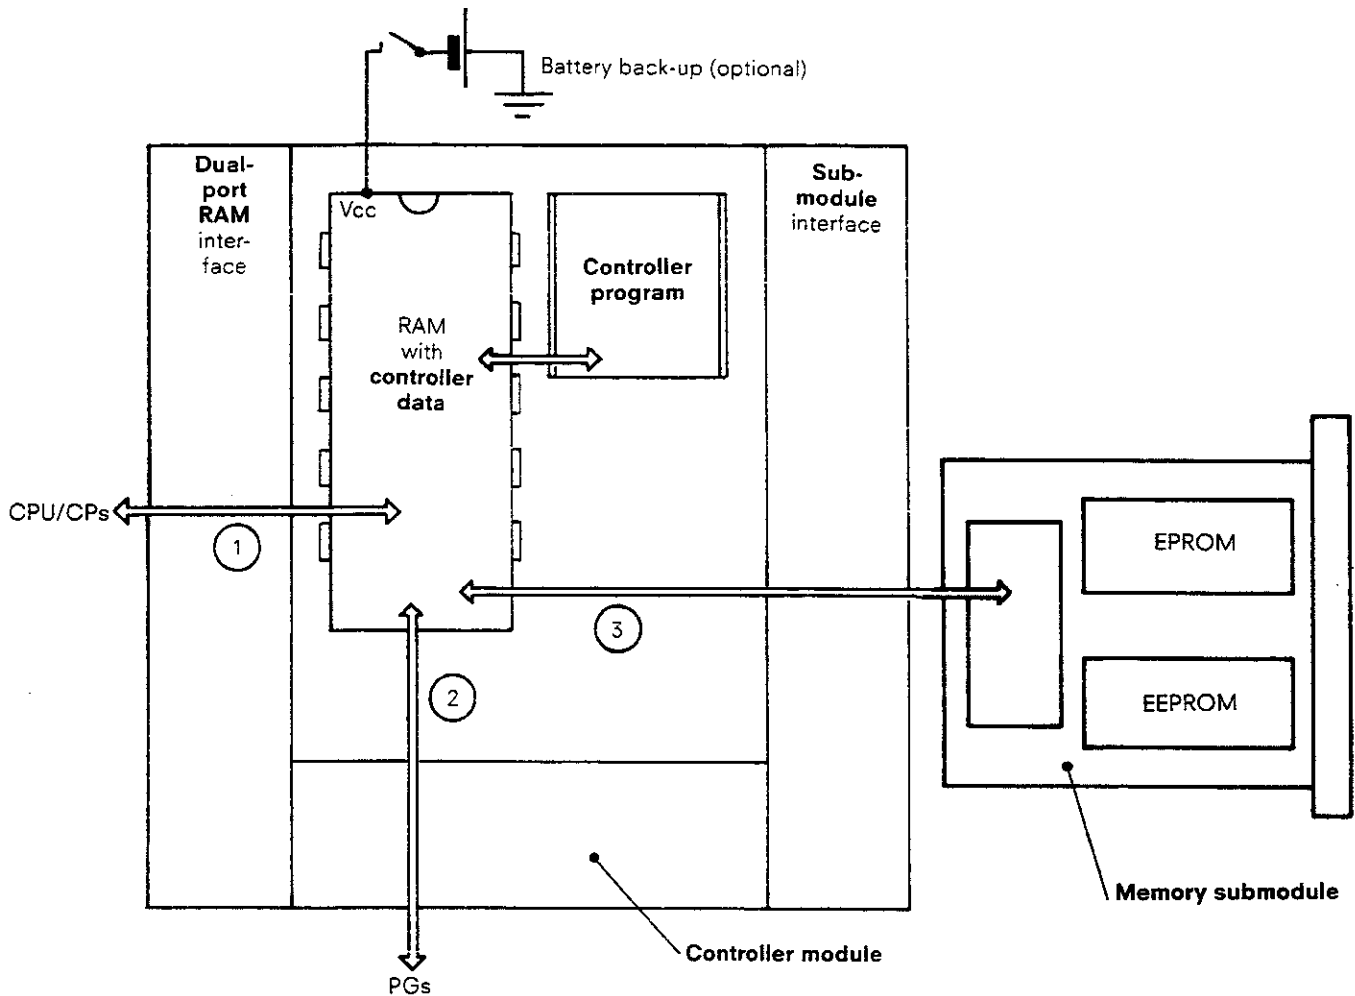 Battery back-up (optional)
Dual-
port
RAM
inter-
face
Vcc
Sub-
module
interface
Controller
program
RAM
with
controller
data
CPU/CPs
1
EPROM
3
2
EEPROM
Memory submodule
Controller module
PGs